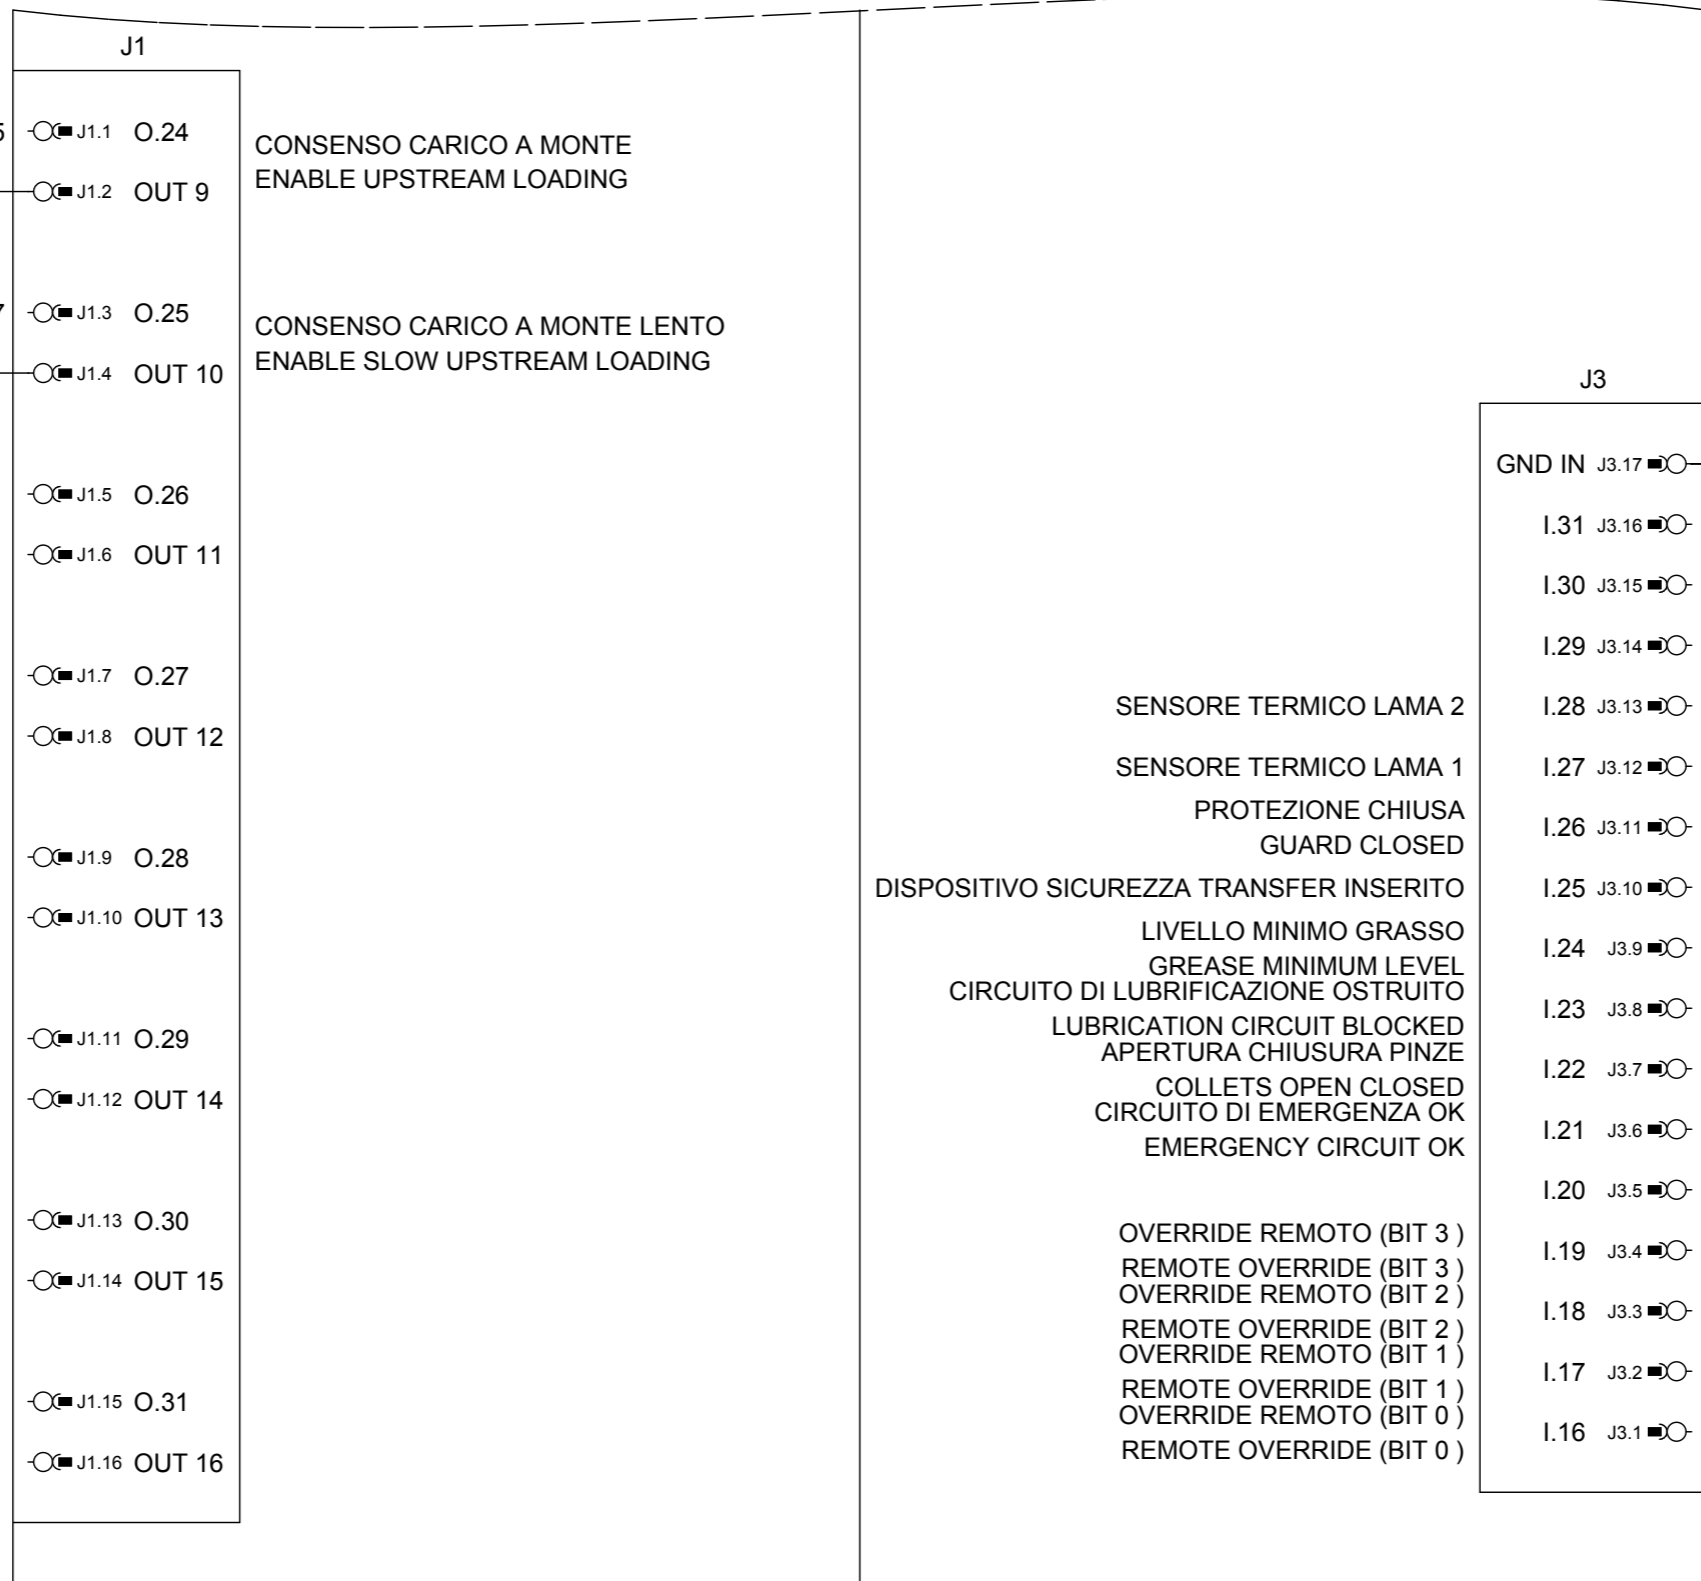 J1
J1.1 O.24
CONSENSO CARICO A MONTE
ENABLE UPSTREAM LOADING
J1.2 OUT 9
J1.3 O.25
CONSENSO CARICO A MONTE LENTO
ENABLE SLOW UPSTREAM LOADING
J1.4 OUT 10
J1.5 O.26
J1.6 OUT 11
J1.7 O.27
J1.8 OUT 12
J1.9 O.28
J1.10 OUT 13
J1.11 O.29
J1.12 OUT 14
J1.13 O.30
J1.14 OUT 15
J1.15 O.31
J1.16 OUT 16
J3
GND IN J3.17
I.31 J3.16
I.30 J3.15
I.29 J3.14
SENSORE TERMICO LAMA 2 I.28 J3.13
SENSORE TERMICO LAMA 1 I.27 J3.12
PROTEZIONE CHIUSA
I.26 J3.11
GUARD CLOSED
DISPOSITIVO SICUREZZA TRANSFER INSERITO I.25 J3.10
LIVELLO MINIMO GRASSO
I.24 J3.9
GREASE MINIMUM LEVEL
CIRCUITO DI LUBRIFICAZIONE OSTRUITO
I.23 J3.8
LUBRICATION CIRCUIT BLOCKED
APERTURA CHIUSURA PINZE
I.22 J3.7
COLLETS OPEN CLOSED
CIRCUITO DI EMERGENZA OK
I.21 J3.6
EMERGENCY CIRCUIT OK
I.20 J3.5
OVERRIDE REMOTO (BIT 3 )
I.19 J3.4
REMOTE OVERRIDE (BIT 3 )
OVERRIDE REMOTO (BIT 2 )
I.18 J3.3
REMOTE OVERRIDE (BIT 2 )
OVERRIDE REMOTO (BIT 1 )
I.17 J3.2
REMOTE OVERRIDE (BIT 1 )
OVERRIDE REMOTO (BIT 0 )
I.16 J3.1
REMOTE OVERRIDE (BIT 0 )